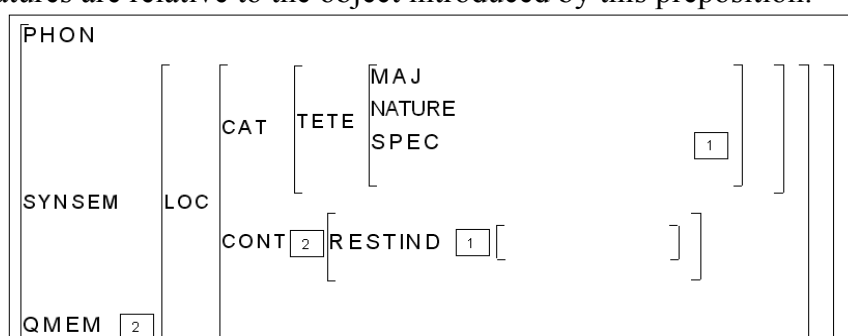 atures are relative to the object introduced by this preposition.
PHON
MAJ
NATURE
CAT TETE
SPEC 1
SYNSEM LOC
CONT 2 RESTIND 1
QMEM 2